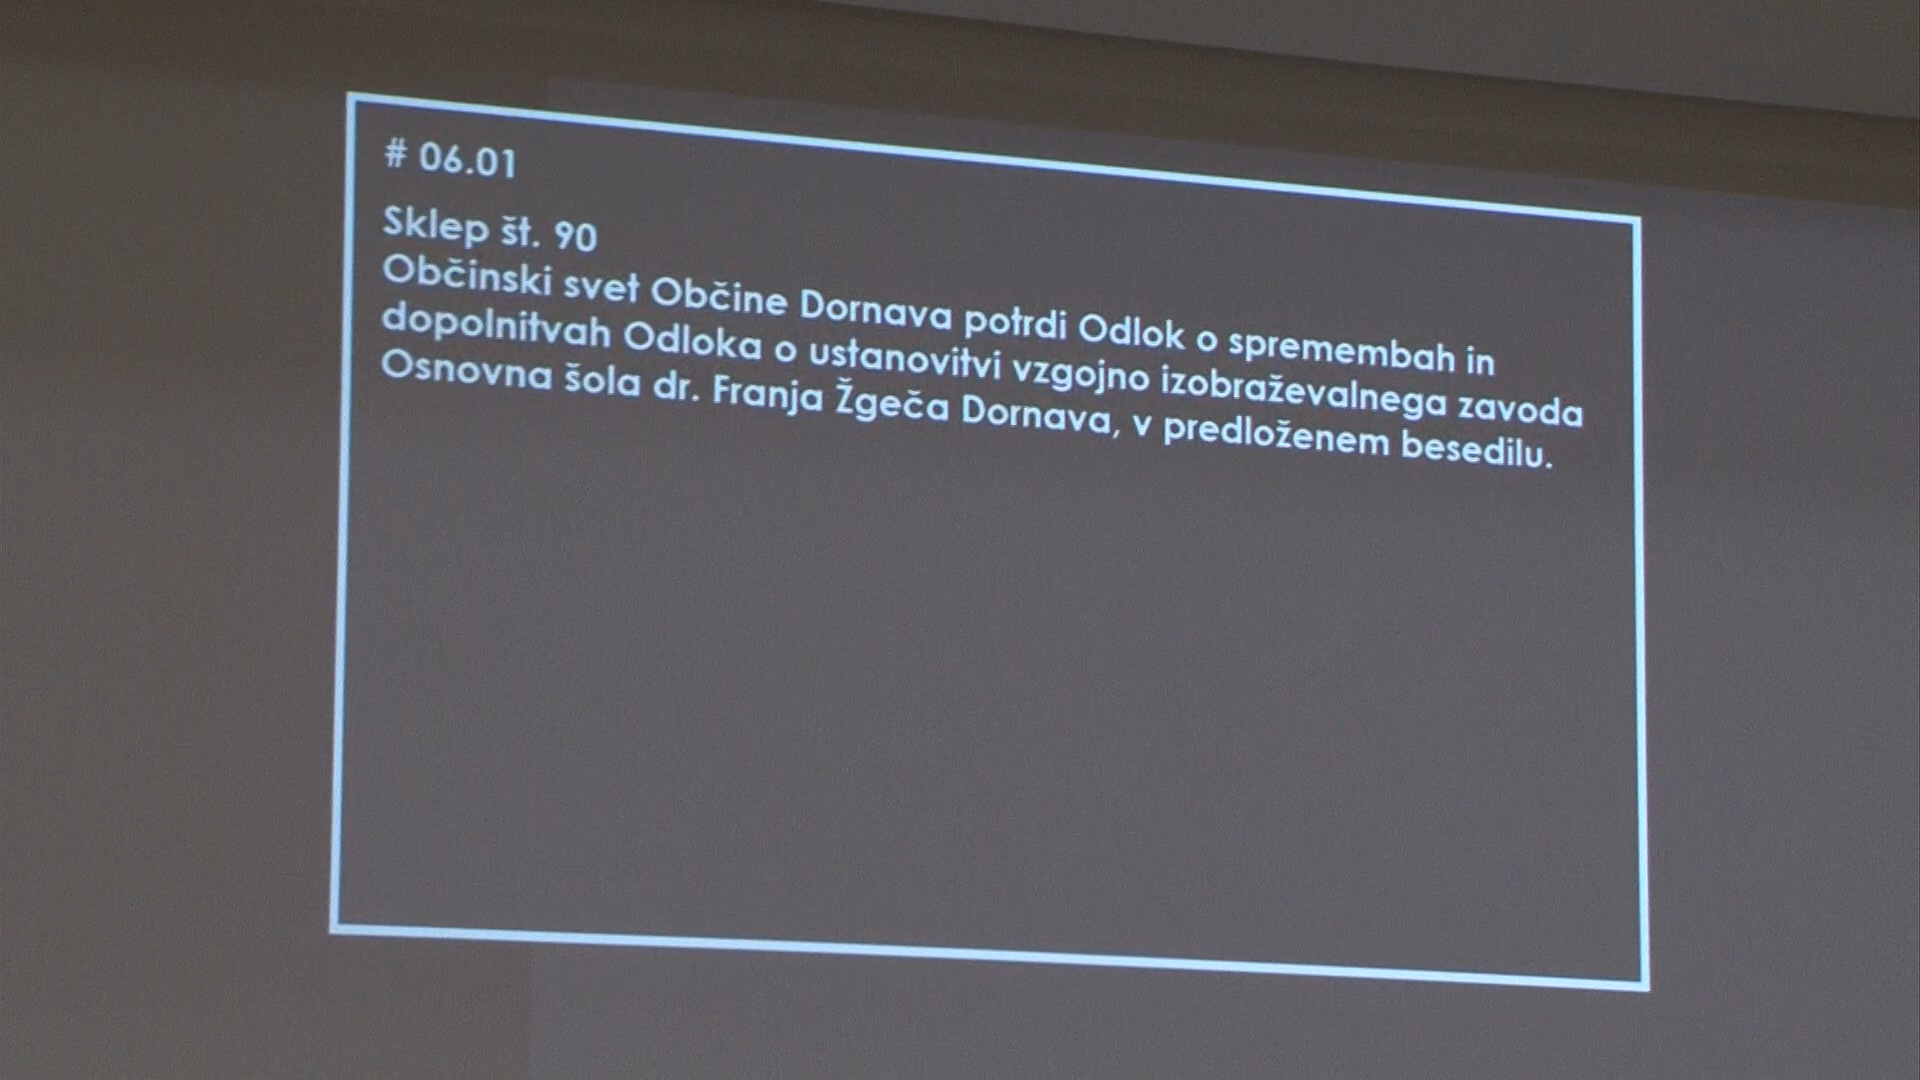 # 06.01
Sklep št. 90
Občinski svet Občine Dornava potrdi Odlok o spremembah in
dopolnitvah Odloka o ustanovitvi vzgojno izobraževalnega zavoda
Osnovna šola dr. Franja Žgeča Dornava, v predloženem besedilu.